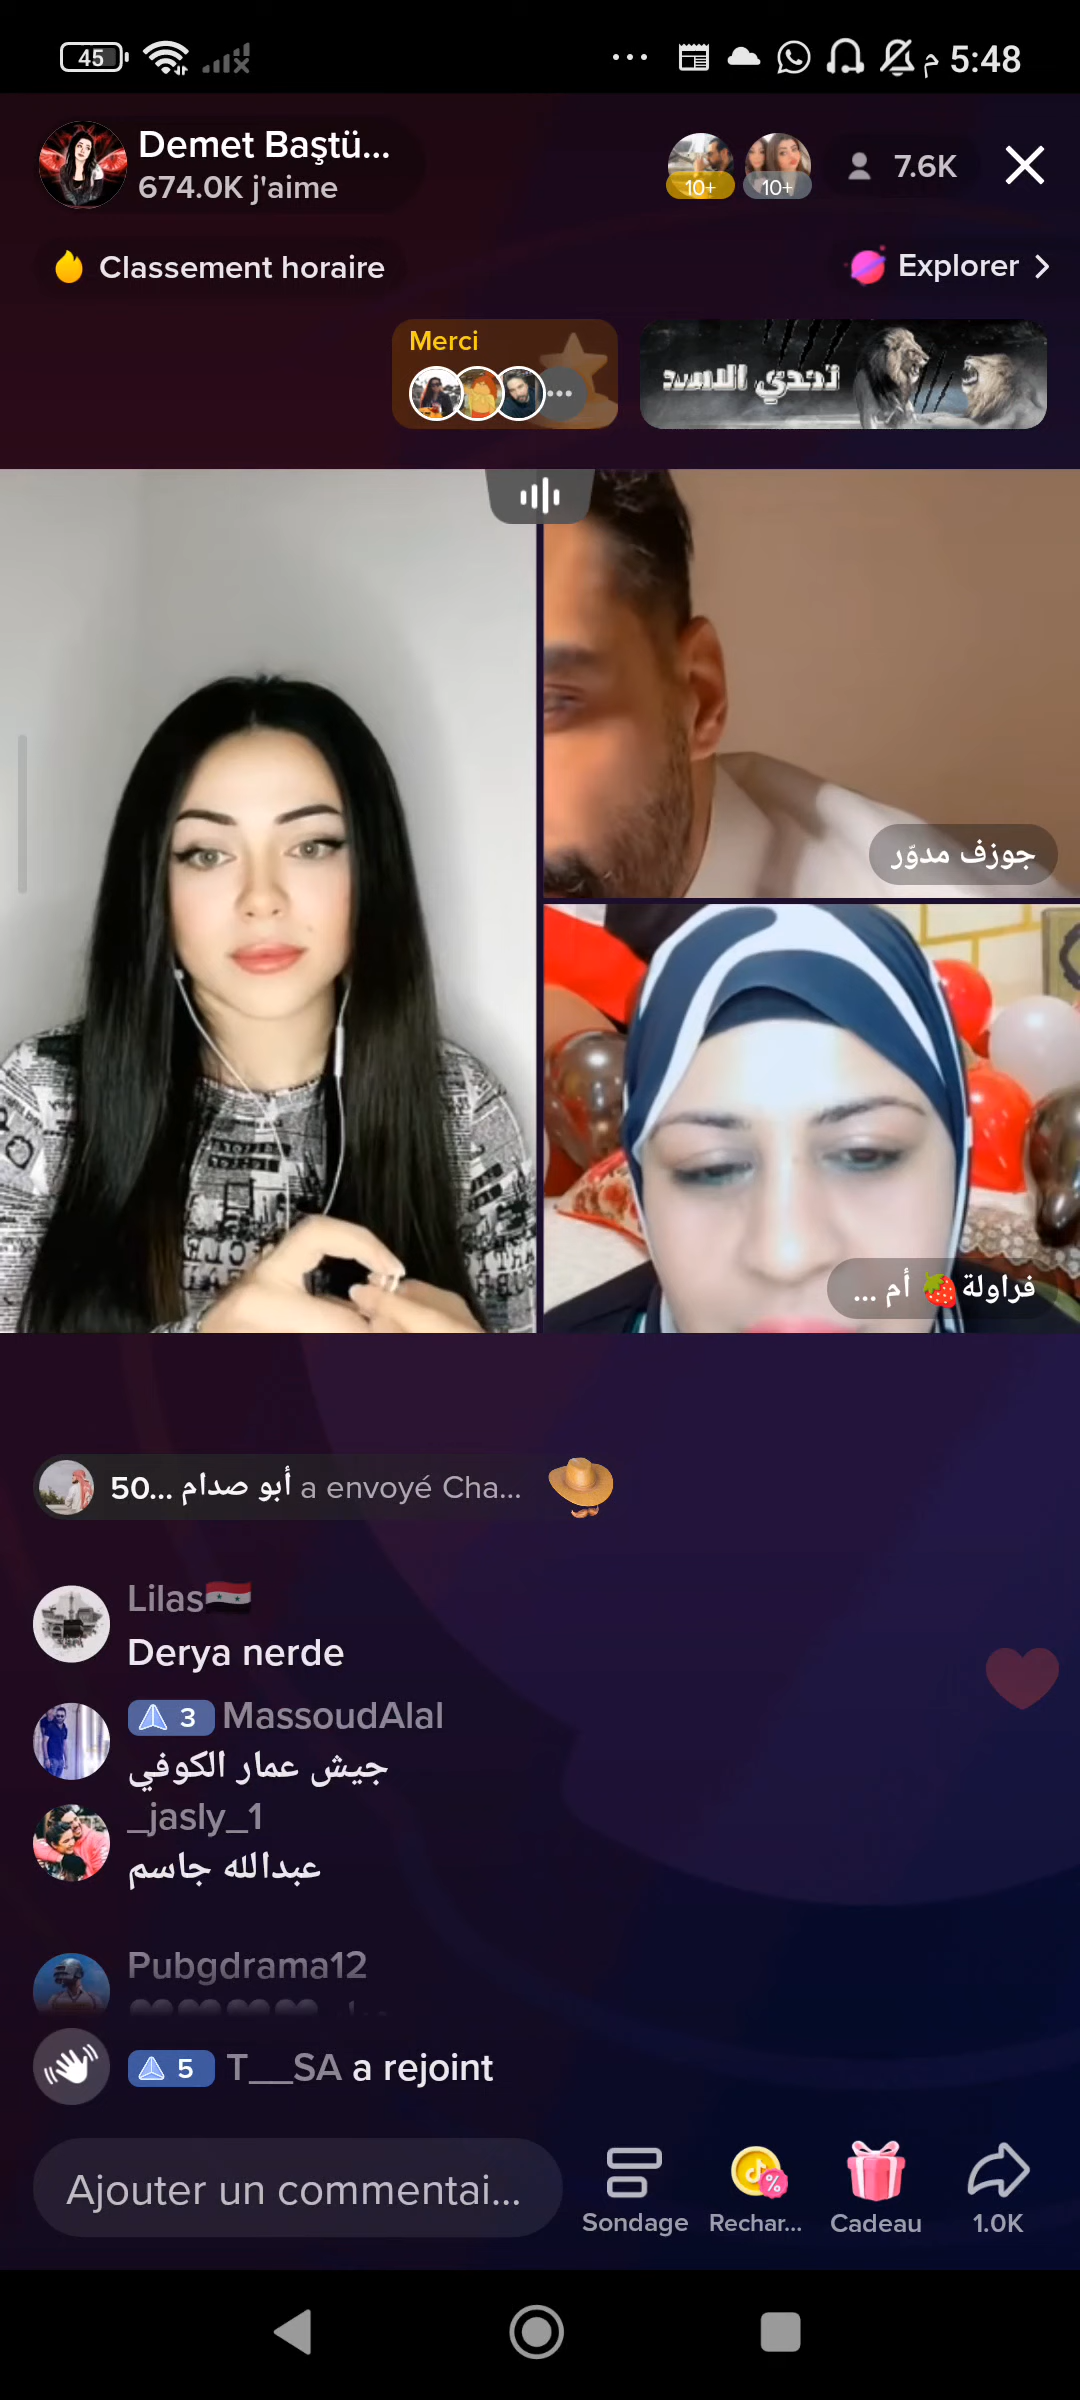 45 ... م 5:48
Demet Baştü...
674.0K j'aime
10+ 10+ 7.6K
Classement horaire
Explorer
Merci
تحدي الاسد
جوزف مدوّر
فراولة🍓 أم ...
50... أبو صدام a envoyé Cha...
Lilas🇸🇾
Derya nerde
3 MassoudAlal
جيش عمار الكوفي
_jasly_1
عبدالله جاسم
Pubgdrama12
5 T__SA a rejoint
Ajouter un commentai...
Sondage Rechar... Cadeau 1.0K